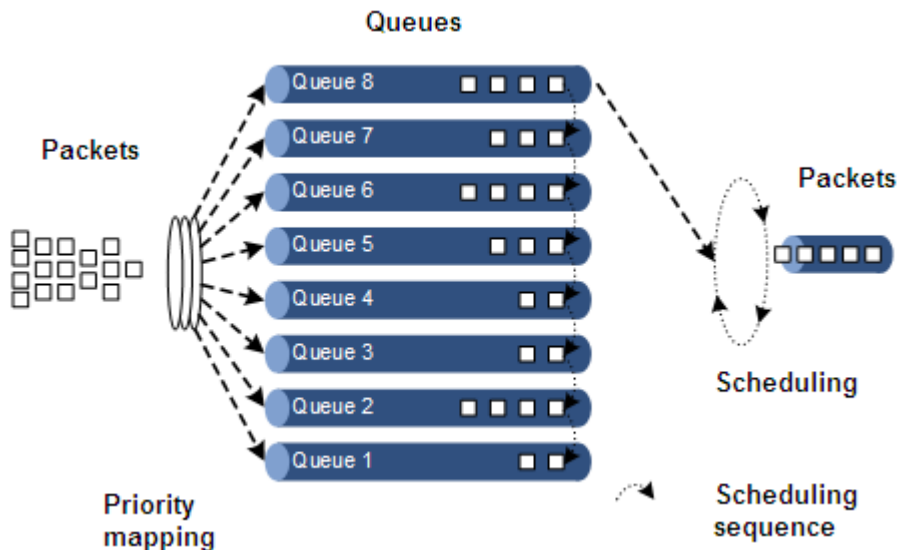 Queues
Packets
Queue 8
Queue 7
Queue 6
Queue 5
Queue 4
Queue 3
Queue 2
Queue 1
Priority
mapping
Packets
Scheduling
Scheduling
sequence